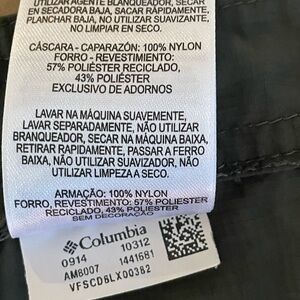 UTILIZAR AGENTE BLANQUEADOR, SECAR
EN SECADORA BAJA, SACAR RÁPIDAMENTE,
PLANCHAR BAJA, NO UTILIZAR SUAVIZANTE,
NO LIMPIAR EN SECO.
CÁSCARA - CAPARAZÓN: 100% NYLON
FORRO - REVESTIMIENTO:
57% POLIÉSTER RECICLADO,
43% POLIÉSTER
EXCLUSIVO DE ADORNOS
LAVAR NA MÁQUINA SUAVEMENTE,
LAVAR SEPARADAMENTE, NÃO UTILIZAR
BRANQUEADOR, SECAR NA MÁQUINA BAIXA,
RETIRAR RAPIDAMENTE, PASSAR A FERRO
BAIXA, NÃO UTILIZAR SUAVIZADOR, NÃO
UTILIZAR LIMPEZA A SECO.
ARMAÇÃO: 100% NYLON
FORRO, REVESTIMENTO: 57% POLIÉSTER
RECICLADO, 43% POLIÉSTER
SEM DECORAÇÃO
Columbia
0914 10312
AM8007 1441681
VFSCDBLX00382